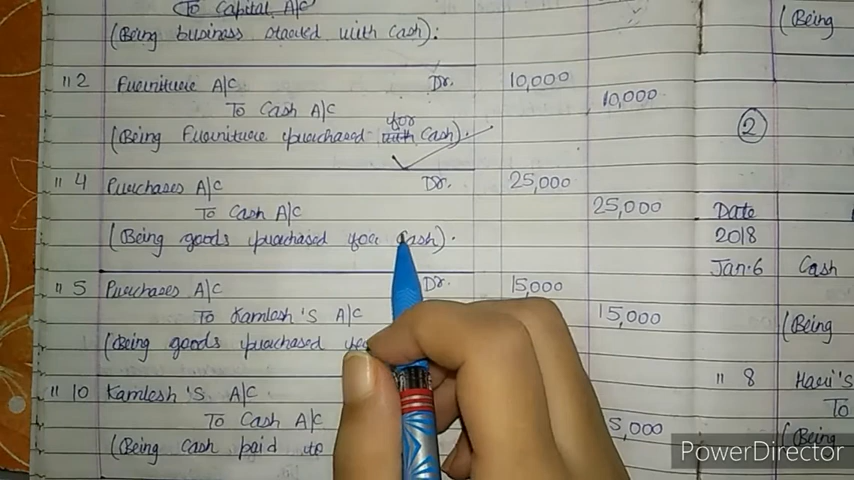 To Capital A/C
(Being business started with Cash):
"2 Furniture A/C Dr. 10,000
To Cash A/C 10,000
for
(Being Furniture purchased with Cash).
"4 Purchases A/C Dr. 25,000
To Cash A/C 25,000
(Being goods purchased for Cash).
"5 Purchases A/C Dr. 15,000
To Kamlesh's A/C 15,000
(Being goods purchased
"10 Kamlesh's A/C
To Cash A/C 5,000
(Being cash paid to
(Being
2
Date
2018
Jan.6 Cash
(Being
"8 Hari's
To
(Being
PowerDirector